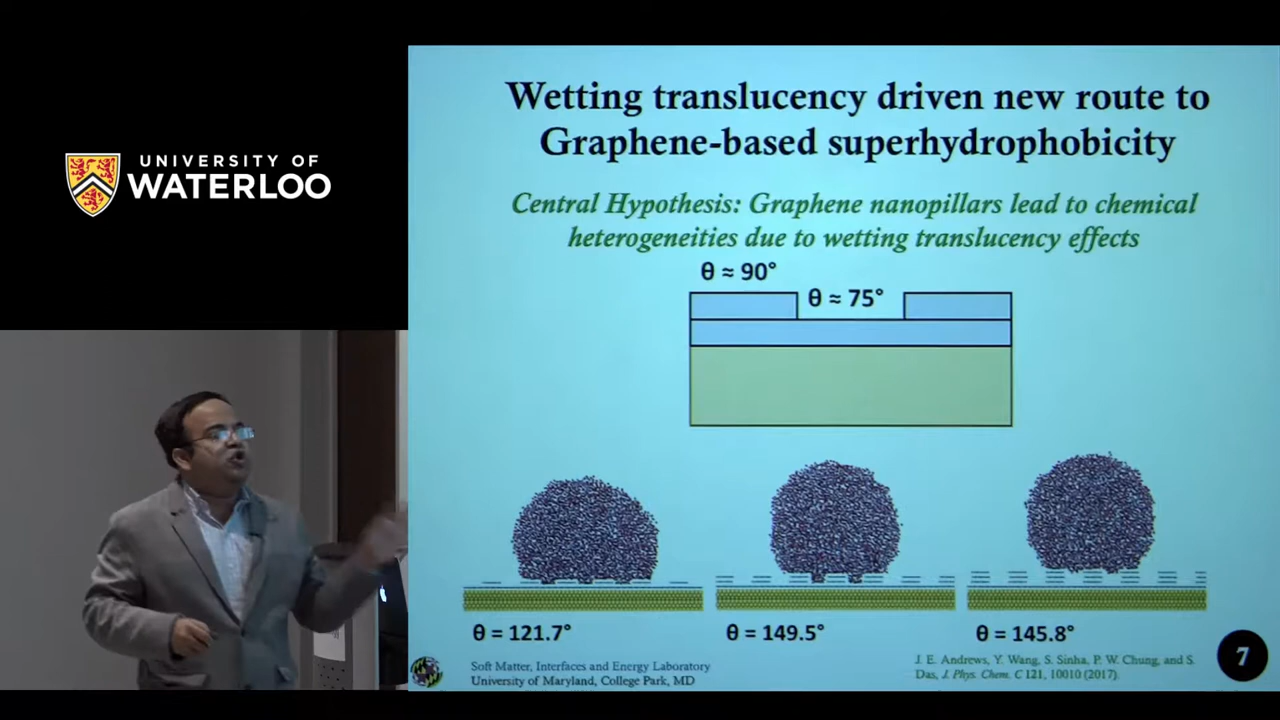 UNIVERSITY OF
WATERLOO
Wetting translucency driven new route to
Graphene-based superhydrophobicity
Central Hypothesis: Graphene nanopillars lead to chemical
heterogeneities due to wetting translucency effects
θ ≈ 90°
θ ≈ 75°
θ = 121.7°
θ = 149.5°
θ = 145.8°
Soft Matter, Interfaces and Energy Laboratory
University of Maryland, College Park, MD
J. E. Andrews, Y. Wang, S. Sinha, P. W. Chung, and S.
Das, J. Phys. Chem. C 121, 10010 (2017).
7